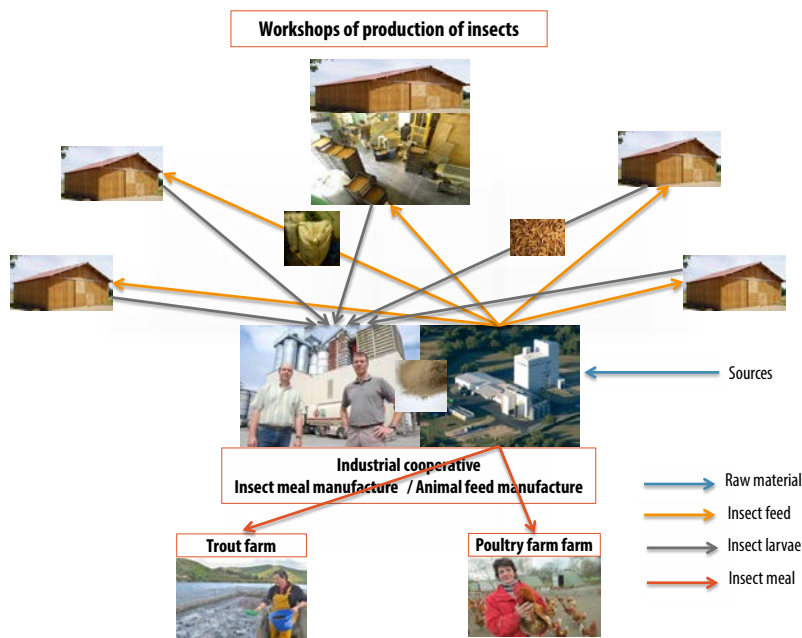 Workshops of production of insects
Sources
Industrial cooperative
Insect meal manufacture / Animal feed manufacture
Raw material
Insect feed
Insect larvae
Insect meal
Trout farm
Poultry farm farm